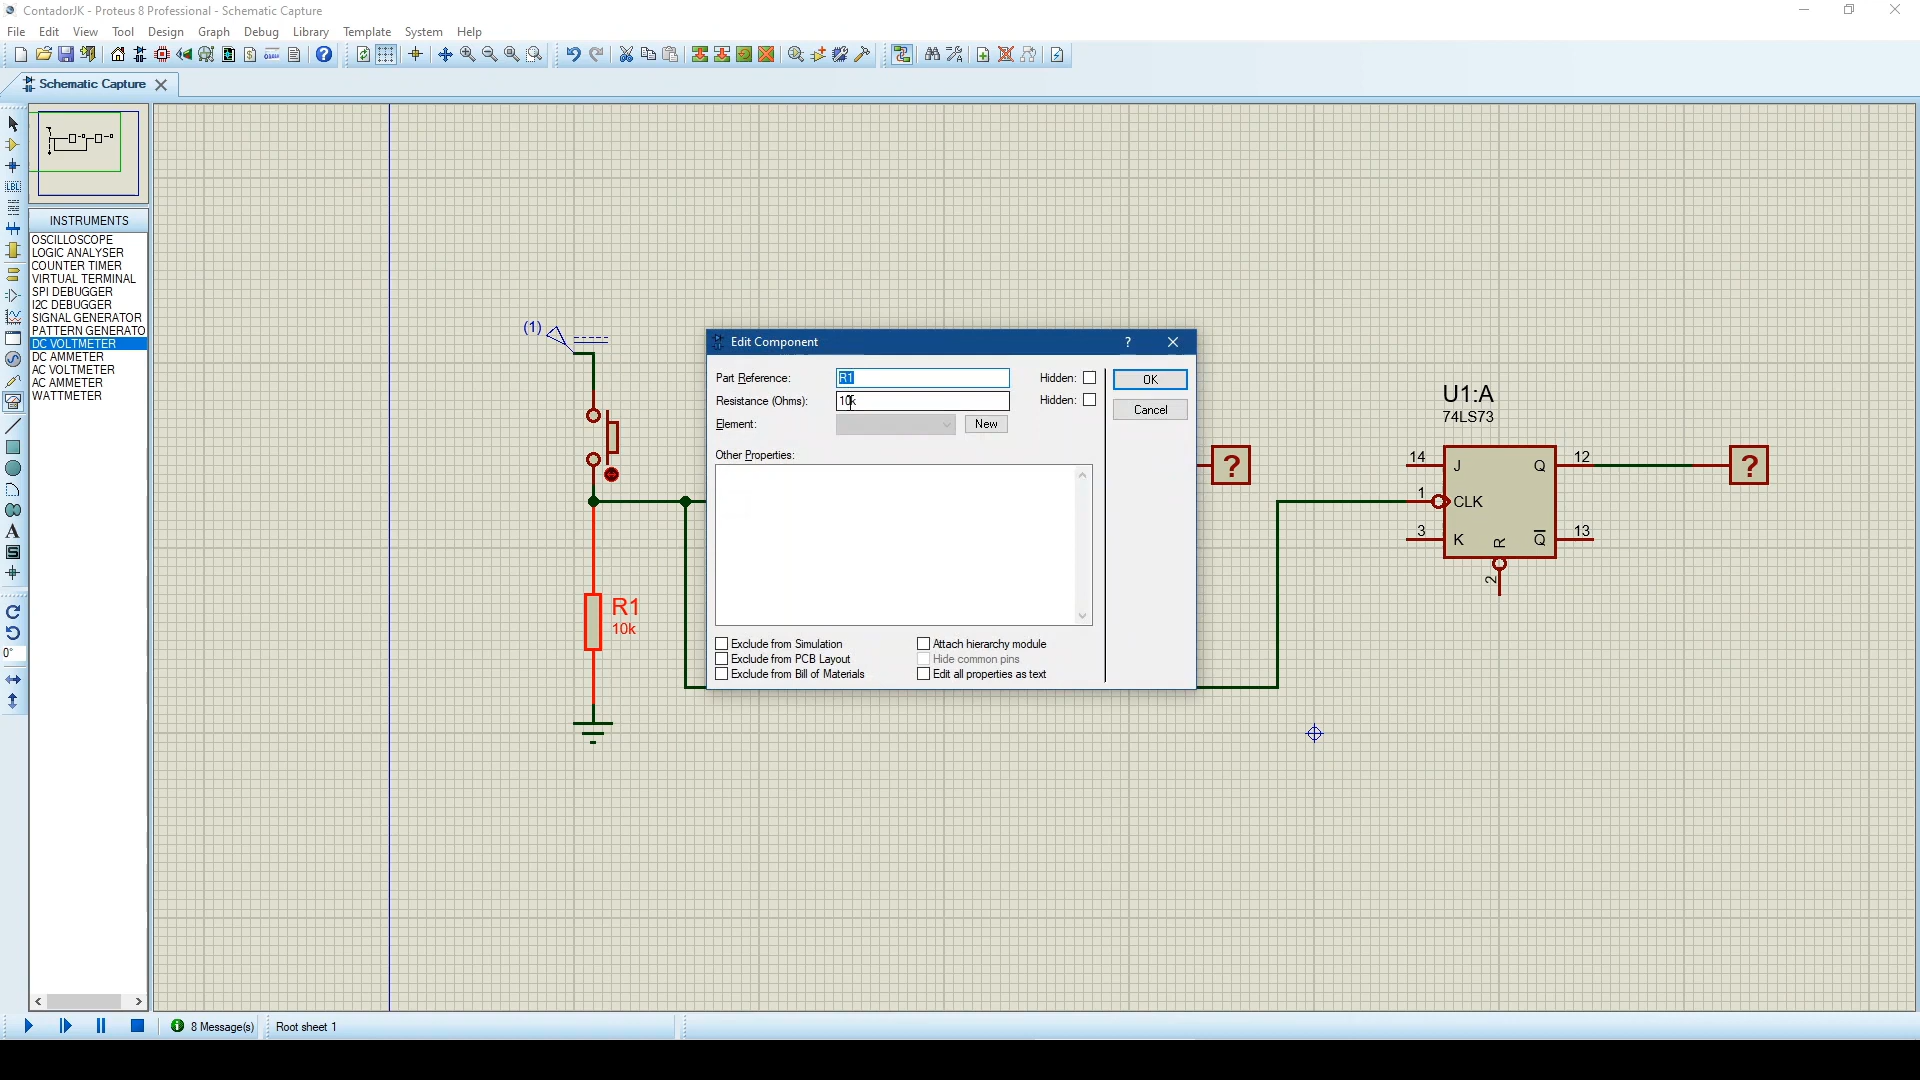 ContadorJK - Proteus 8 Professional - Schematic Capture
File Edit View Tool Design Graph Debug Library Template System Help
Schematic Capture
INSTRUMENTS
OSCILLOSCOPE
LOGIC ANALYSER
COUNTER TIMER
VIRTUAL TERMINAL
SPI DEBUGGER
I2C DEBUGGER
SIGNAL GENERATOR
PATTERN GENERATO
DC VOLTMETER
DC AMMETER
AC VOLTMETER
AC AMMETER
WATTMETER
LBL
A
S
0°
(1)
R1
10k
Edit Component
?
Part Reference: R1 Hidden: OK
Resistance (Ohms): 10k Hidden: Cancel
Element: New
Other Properties:
Exclude from Simulation Attach hierarchy module
Exclude from PCB Layout Hide common pins
Exclude from Bill of Materials Edit all properties as text
?
U1:A
74LS73
14 J Q 12
1 CLK
3 K R Q 13
2
?
8 Message(s) Root sheet 1